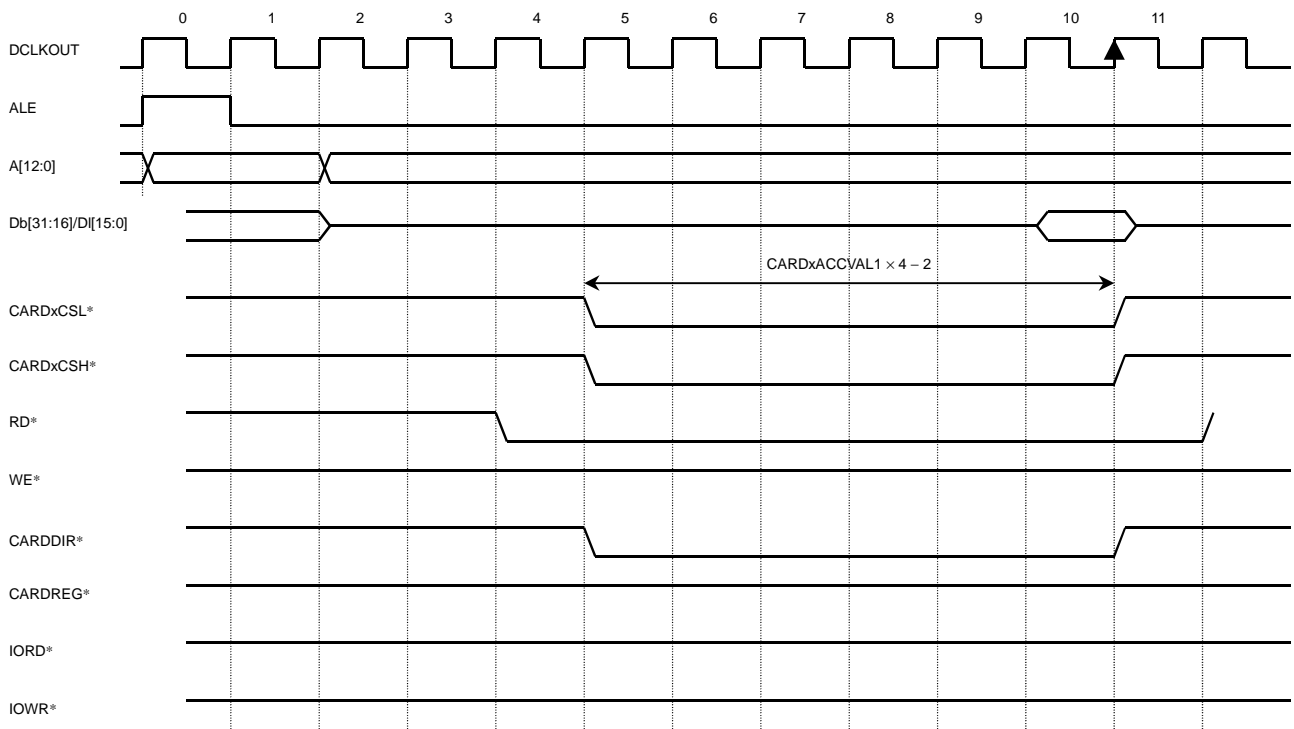 0 1 2 3 4 5 6 7 8 9 10 11
DCLKOUT
ALE
A[12:0]
Db[31:16]/DI[15:0]
CARDxACCVAL1 × 4 – 2
CARDxCSL*
CARDxCSH*
RD*
WE*
CARDDIR*
CARDREG*
IORD*
IOWR*